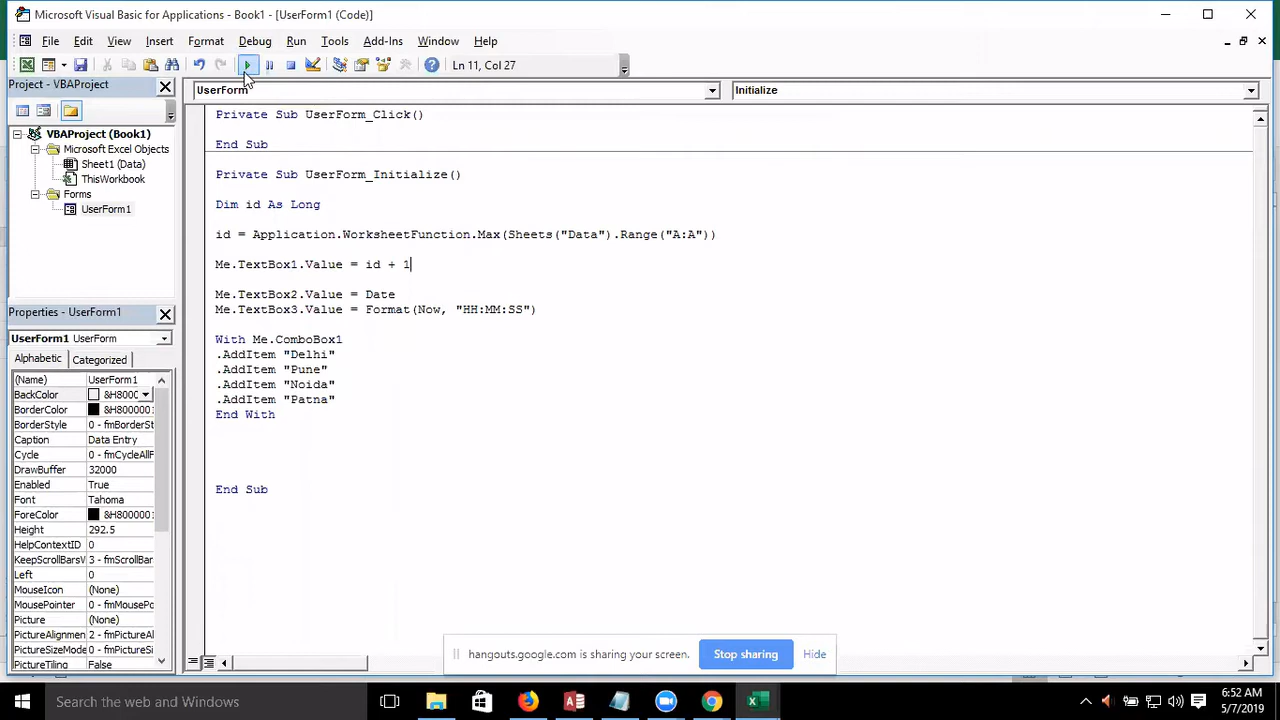 Microsoft Visual Basic for Applications - Book1 - [UserForm1 (Code)]
File Edit View Insert Format Debug Run Tools Add-Ins Window Help
Ln 11, Col 27
Project - VBAProject
UserForm
Initialize
VBAProject (Book1)
Microsoft Excel Objects
Sheet1 (Data)
ThisWorkbook
Forms
UserForm1
Private Sub UserForm_Click()
End Sub
Private Sub UserForm_Initialize()
Dim id As Long
id = Application.WorksheetFunction.Max(Sheets("Data").Range("A:A"))
Me.TextBox1.Value = id + 1
Me.TextBox2.Value = Date
Me.TextBox3.Value = Format(Now, "HH:MM:SS")
With Me.ComboBox1
.AddItem "Delhi"
.AddItem "Pune"
.AddItem "Noida"
.AddItem "Patna"
End With
End Sub
Properties - UserForm1
UserForm1 UserForm
Alphabetic Categorized
(Name) UserForm1
BackColor &H800C
BorderColor &H800000
BorderStyle 0 - fmBorderSt
Caption Data Entry
Cycle 0 - fmCycleAllF
DrawBuffer 32000
Enabled True
Font Tahoma
ForeColor &H800000
Height 292.5
HelpContextID 0
KeepScrollBarsV 3 - fmScrollBar
Left 0
MouseIcon (None)
MousePointer 0 - fmMousePo
Picture (None)
PictureAlignmen 2 - fmPictureAl
PictureSizeMode 0 - fmPictureSi
PictureTiling False
hangouts.google.com is sharing your screen.
Stop sharing
Hide
Search the web and Windows
6:52 AM
5/7/2019